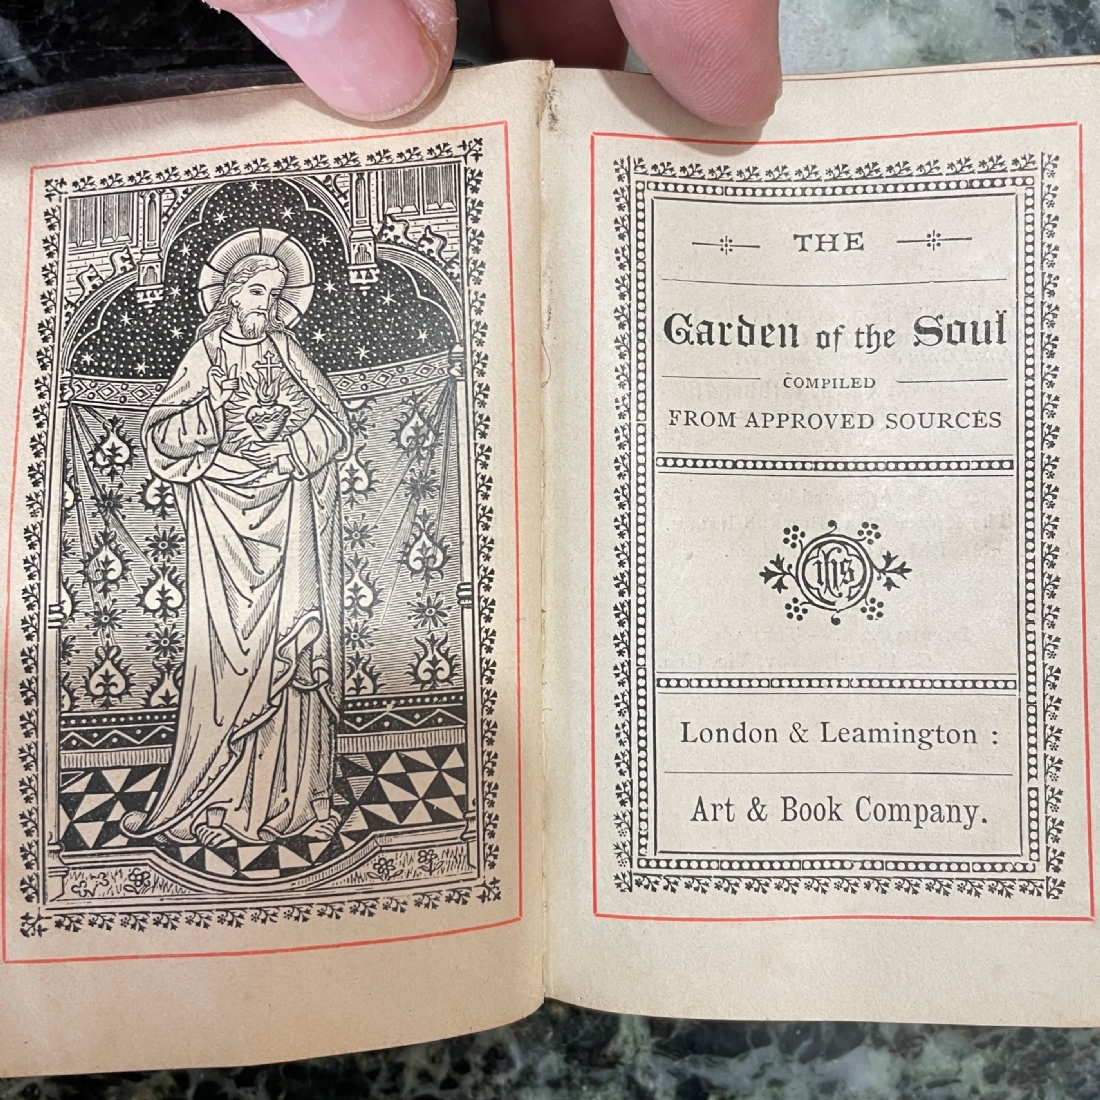 THE
Garden of the Soul
COMPILED
FROM APPROVED SOURCES
ihs
London & Leamington :
Art & Book Company.